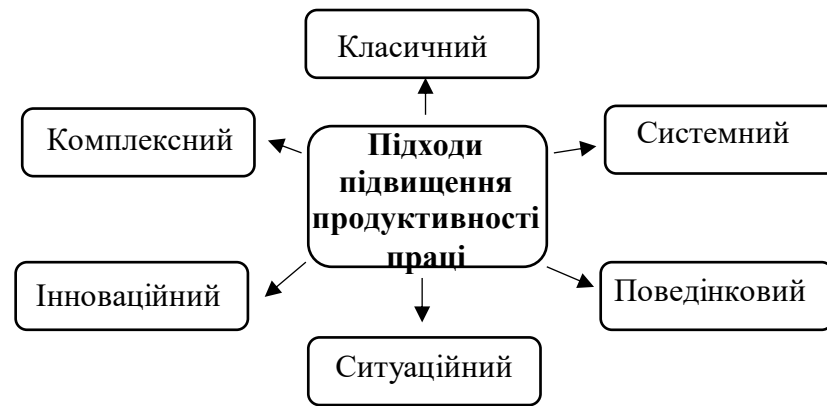 Класичний
Комплексний
Системний
Підходи
підвищення
продуктивності
праці
Інноваційний
Поведінковий
Ситуаційний